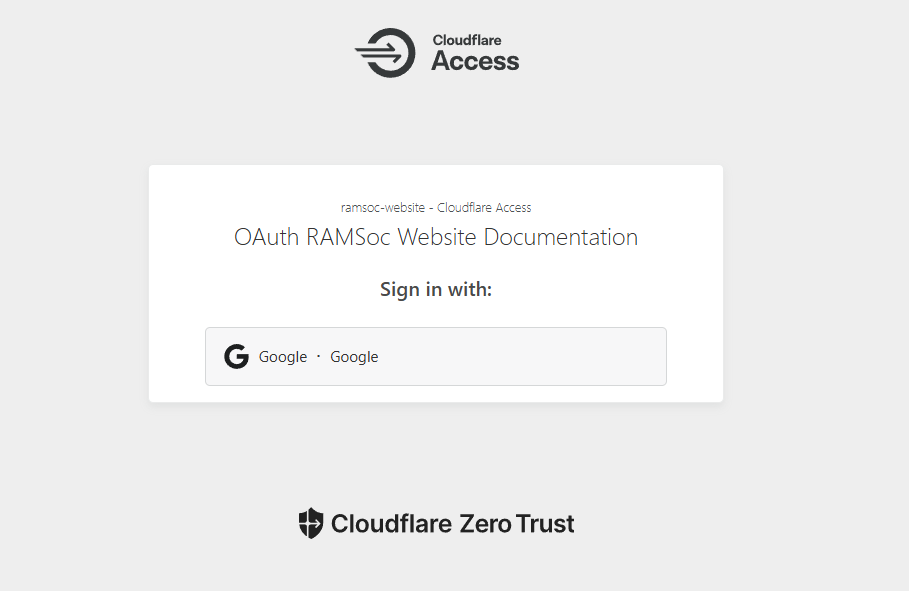 Cloudflare
Access
ramsoc-website - Cloudflare Access
OAuth RAMSoc Website Documentation
Sign in with:
Google · Google
Cloudflare Zero Trust